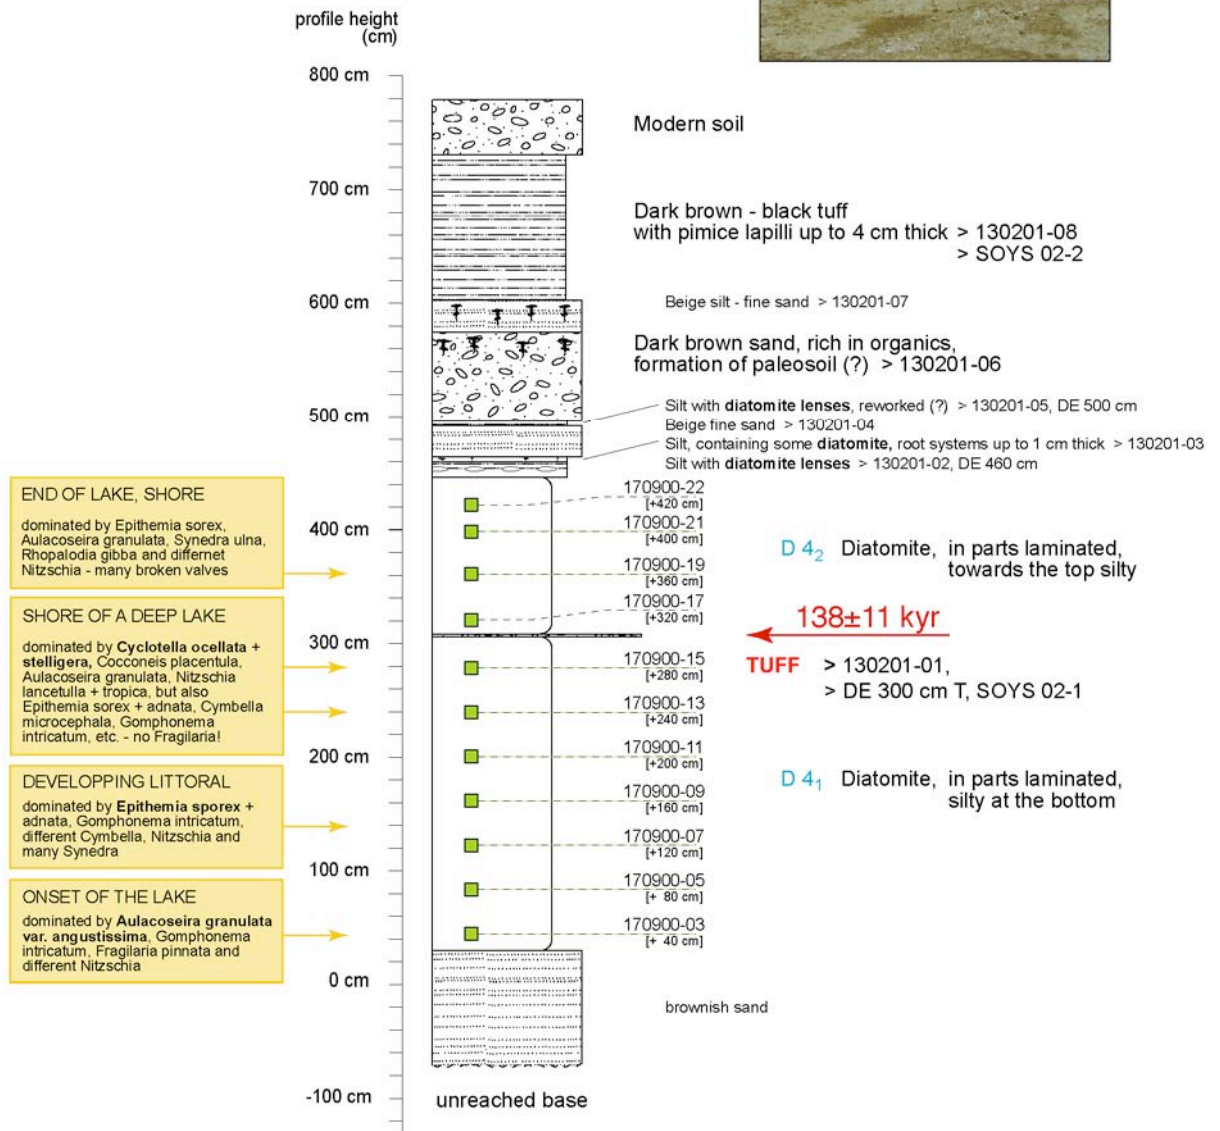 profile height
(cm)
800 cm
700 cm
600 cm
500 cm
400 cm
300 cm
200 cm
100 cm
0 cm
-100 cm
Modern soil
Dark brown - black tuff
with pimice lapilli up to 4 cm thick > 130201-08
> SOYS 02-2
Beige silt - fine sand > 130201-07
Dark brown sand, rich in organics,
formation of paleosoil (?) > 130201-06
Silt with diatomite lenses, reworked (?) > 130201-05, DE 500 cm
Beige fine sand > 130201-04
Silt, containing some diatomite, root systems up to 1 cm thick > 130201-03
Silt with diatomite lenses > 130201-02, DE 460 cm
END OF LAKE, SHORE
dominated by Epithemia sorex,
Aulacoseira granulata, Synedra ulna,
Rhopalodia gibba and differnet
Nitzschia - many broken valves
SHORE OF A DEEP LAKE
dominated by Cyclotella ocellata +
stelligera, Cocconeis placentula,
Aulacoseira granulata, Nitzschia
lancetulla + tropica, but also
Epithemia sorex + adnata, Cymbella
microcephala, Gomphonema
intricatum, etc. - no Fragilaria!
DEVELOPPING LITTORAL
dominated by Epithemia sporex +
adnata, Gomphonema intricatum,
different Cymbella, Nitzschia and
many Synedra
ONSET OF THE LAKE
dominated by Aulacoseira granulata
var. angustissima, Gomphonema
intricatum, Fragilaria pinnata and
different Nitzschia
170900-22
[+420 cm]
170900-21
[+400 cm]
170900-19
[+360 cm]
170900-17
[+320 cm]
170900-15
[+280 cm]
170900-13
[+240 cm]
170900-11
[+200 cm]
170900-09
[+160 cm]
170900-07
[+120 cm]
170900-05
[+ 80 cm]
170900-03
[+ 40 cm]
D 4₂ Diatomite, in parts laminated,
towards the top silty
138±11 kyr
TUFF > 130201-01,
> DE 300 cm T, SOYS 02-1
D 4₁ Diatomite, in parts laminated,
silty at the bottom
brownish sand
unreached base